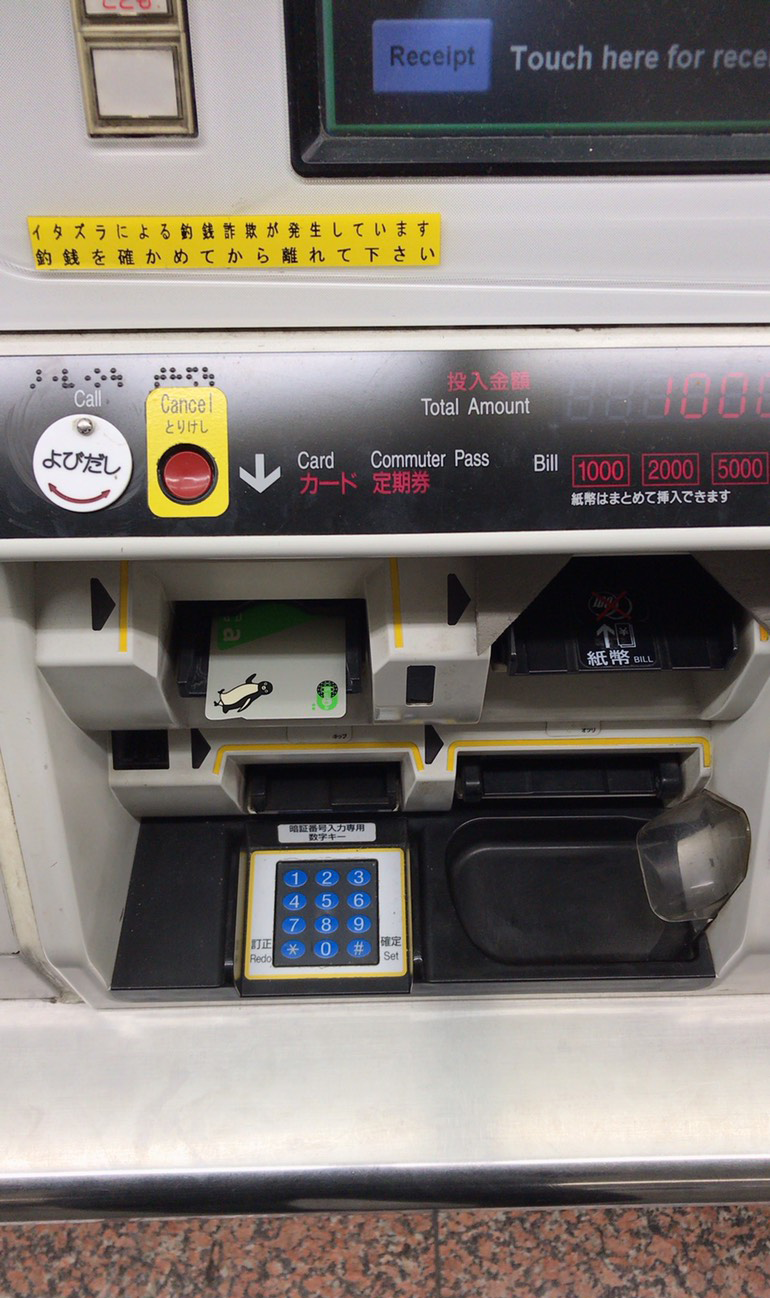 こども
Receipt Touch here for rece
イタズラによる釣銭詐欺が発生しています
釣銭を確かめてから離れて下さい
Call
よびだし
Cancel
とりけし
Card
カード
Commuter Pass
定期券
投入金額
Total Amount
100
Bill 1000 2000 5000
紙幣はまとめて挿入できます
a
紙幣 BILL
暗証番号入力専用
数字キー
1 2 3
4 5 6
7 8 9
* 0 #
訂正
Redo
確定
Set